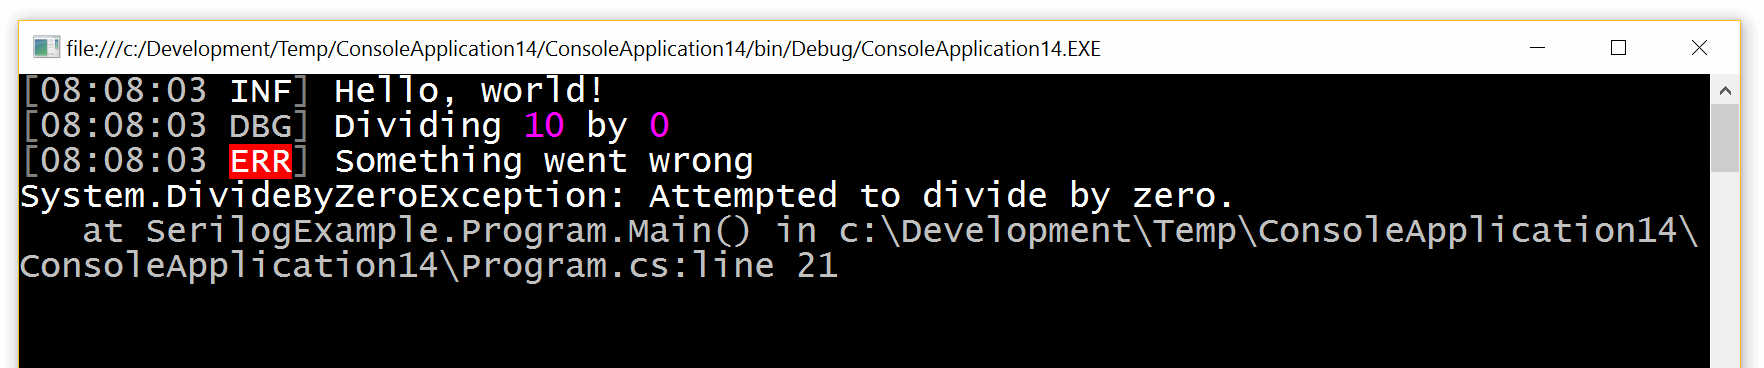 file:///c:/Development/Temp/ConsoleApplication14/ConsoleApplication14/bin/Debug/ConsoleApplication14.EXE
[08:08:03 INF] Hello, world!
[08:08:03 DBG] Dividing 10 by 0
[08:08:03 ERR] Something went wrong
System.DivideByZeroException: Attempted to divide by zero.
   at SerilogExample.Program.Main() in c:\Development\Temp\ConsoleApplication14\
ConsoleApplication14\Program.cs:line 21